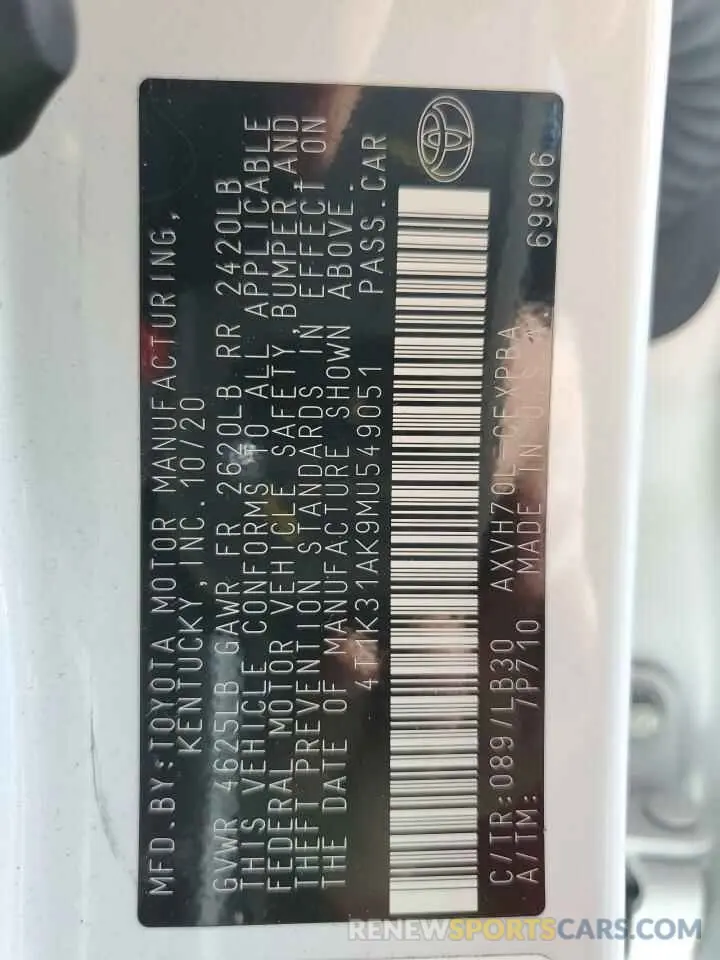 MFD.BY:TOYOTA MOTOR MANUFACTURING,
KENTUCKY,INC. 10/20
GVWR 4625LB GAWR FR 2620LB RR 2420LB
THIS VEHICLE CONFORMS TO ALL APPLICABLE
FEDERAL MOTOR VEHICLE SAFETY,BUMPER,AND
THEFT PREVENTION STANDARDS IN EFFECT ON
THE DATE OF MANUFACTURE SHOWN ABOVE.
4T1K31AK9MU549051 PASS.CAR
C/TR:089/LB30 AXVH70L-CEXPBA
A/TM: 7P710 MADE IN 69906
RENEWSPORTSCARS.COM